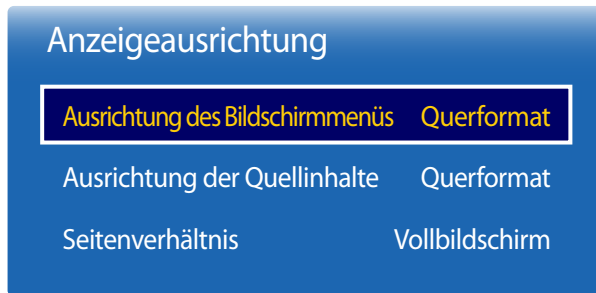 Anzeigeausrichtung
Ausrichtung des Bildschirmmenüs Querformat
Ausrichtung der Quellinhalte Querformat
Seitenverhältnis Vollbildschirm